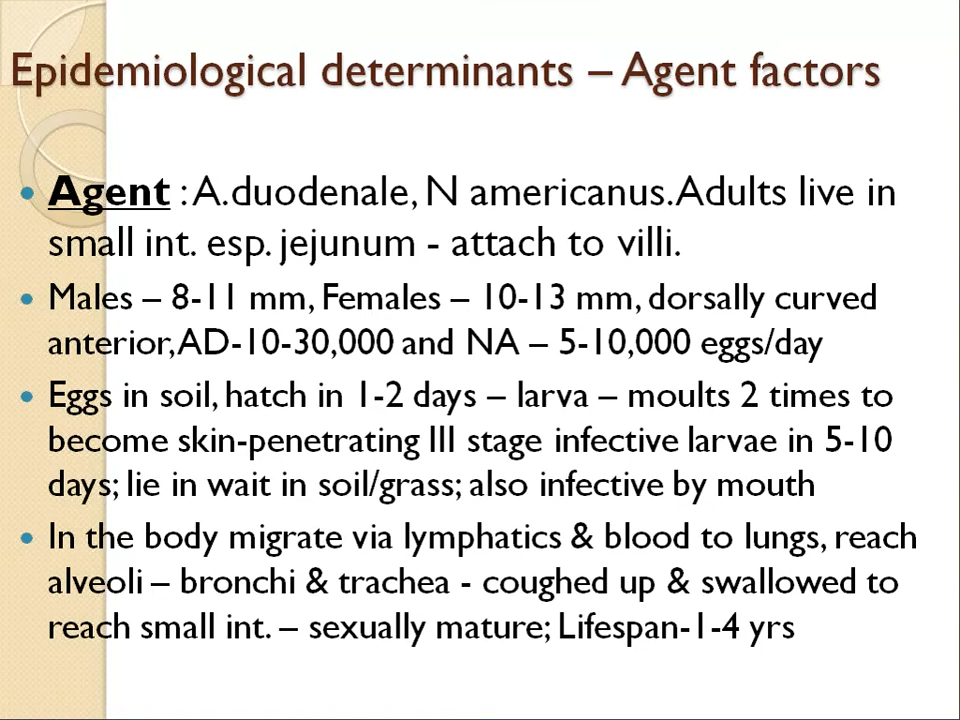 Epidemiological determinants – Agent factors
• Agent : A.duodenale, N americanus. Adults live in
small int. esp. jejunum - attach to villi.
• Males – 8-11 mm, Females – 10-13 mm, dorsally curved
anterior, AD-10-30,000 and NA – 5-10,000 eggs/day
• Eggs in soil, hatch in 1-2 days – larva – moults 2 times to
become skin-penetrating III stage infective larvae in 5-10
days; lie in wait in soil/grass; also infective by mouth
• In the body migrate via lymphatics & blood to lungs, reach
alveoli – bronchi & trachea - coughed up & swallowed to
reach small int. – sexually mature; Lifespan-1-4 yrs